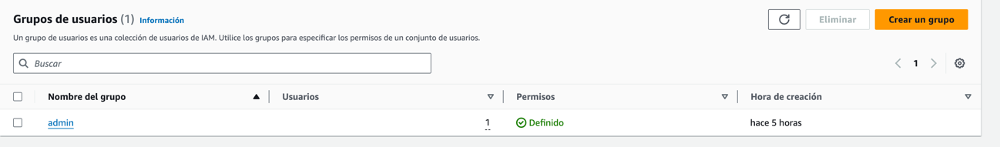 Grupos de usuarios (1) Información
Eliminar
Crear un grupo
Un grupo de usuarios es una colección de usuarios de IAM. Utilice los grupos para especificar los permisos de un conjunto de usuarios.
Buscar
1
Nombre del grupo Usuarios Permisos Hora de creación
admin 1 Definido hace 5 horas